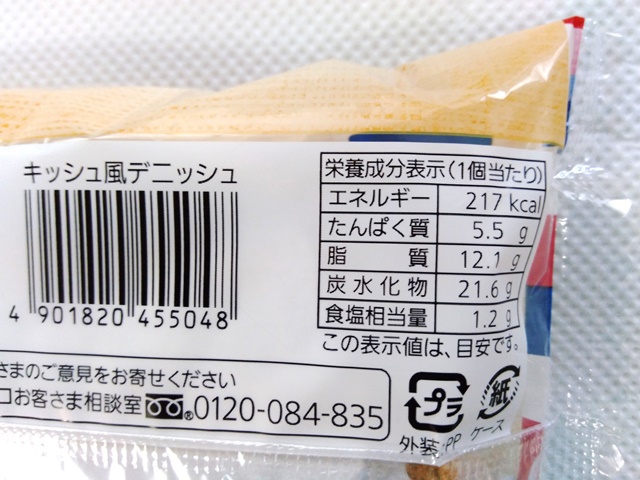 キッシュ風デニッシュ
4 901820 455048
栄養成分表示(1個当たり)
エネルギー 217 kcal
たんぱく質 5.5 g
脂質 12.1 g
炭水化物 21.6 g
食塩相当量 1.2 g
この表示値は、目安です。
さまのご意見をお寄せください
コお客さま相談室 0120-084-835
プラ
外装・PP
紙
ケース